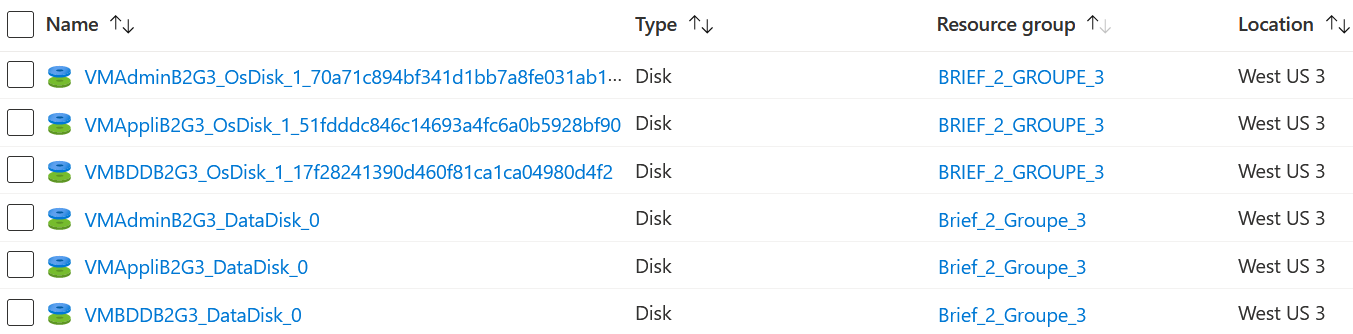 Name ↑↓ Type ↑↓ Resource group ↑↓ Location ↑↓
VMAdminB2G3_OsDisk_1_70a71c894bf341d1bb7a8fe031ab1··· Disk BRIEF_2_GROUPE_3 West US 3
VMAppliB2G3_OsDisk_1_51fdddc846c14693a4fc6a0b5928bf90 Disk BRIEF_2_GROUPE_3 West US 3
VMBDDB2G3_OsDisk_1_17f28241390d460f81ca1ca04980d4f2 Disk BRIEF_2_GROUPE_3 West US 3
VMAdminB2G3_DataDisk_0 Disk Brief_2_Groupe_3 West US 3
VMAppliB2G3_DataDisk_0 Disk Brief_2_Groupe_3 West US 3
VMBDDB2G3_DataDisk_0 Disk Brief_2_Groupe_3 West US 3